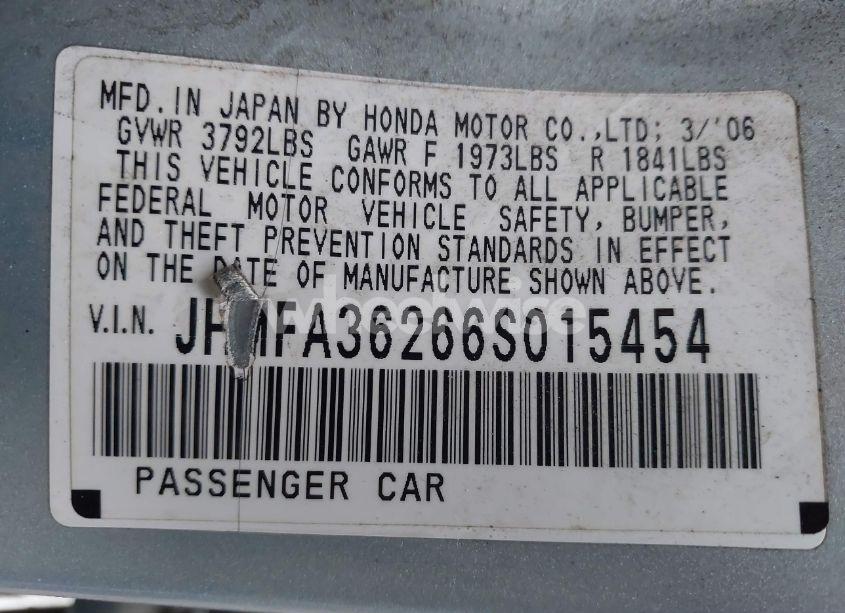 MFD. IN JAPAN BY HONDA MOTOR CO.,LTD; 3/'06
GVWR 3792LBS GAWR F 1973LBS R 1841LBS
THIS VEHICLE CONFORMS TO ALL APPLICABLE
FEDERAL MOTOR VEHICLE SAFETY, BUMPER,
AND THEFT PREVENTION STANDARDS IN EFFECT
ON THE DATE OF MANUFACTURE SHOWN ABOVE.
wheelwise
V.I.N. JHMFA36266S015454
PASSENGER CAR